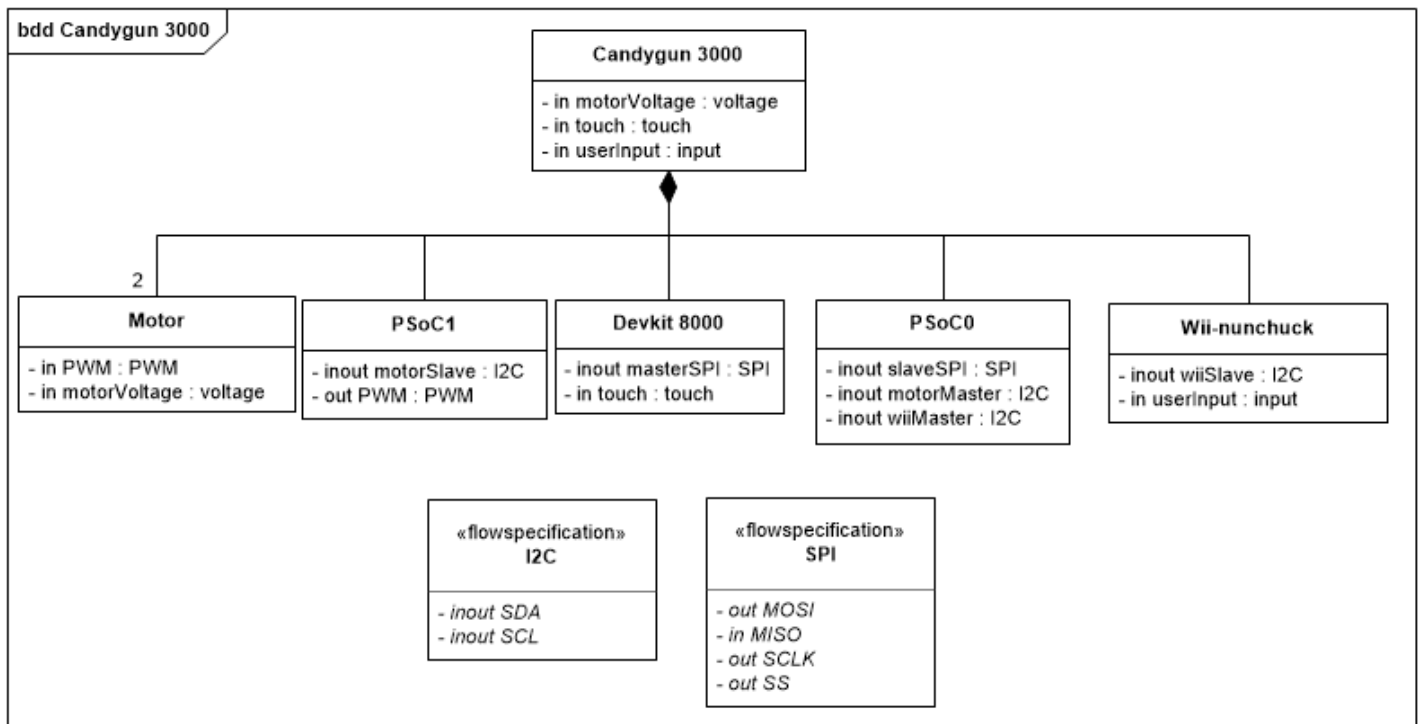 bdd Candygun 3000
Candygun 3000
- in motorVoltage : voltage
- in touch : touch
- in userInput : input
2
Motor
- in PWM : PWM
- in motorVoltage : voltage
PSoC1
- inout motorSlave : I2C
- out PWM : PWM
Devkit 8000
- inout masterSPI : SPI
- in touch : touch
PSoC0
- inout slaveSPI : SPI
- inout motorMaster : I2C
- inout wiiMaster : I2C
Wii-nunchuck
- inout wiiSlave : I2C
- in userInput : input
«flowspecification»
I2C
- inout SDA
- inout SCL
«flowspecification»
SPI
- out MOSI
- in MISO
- out SCLK
- out SS